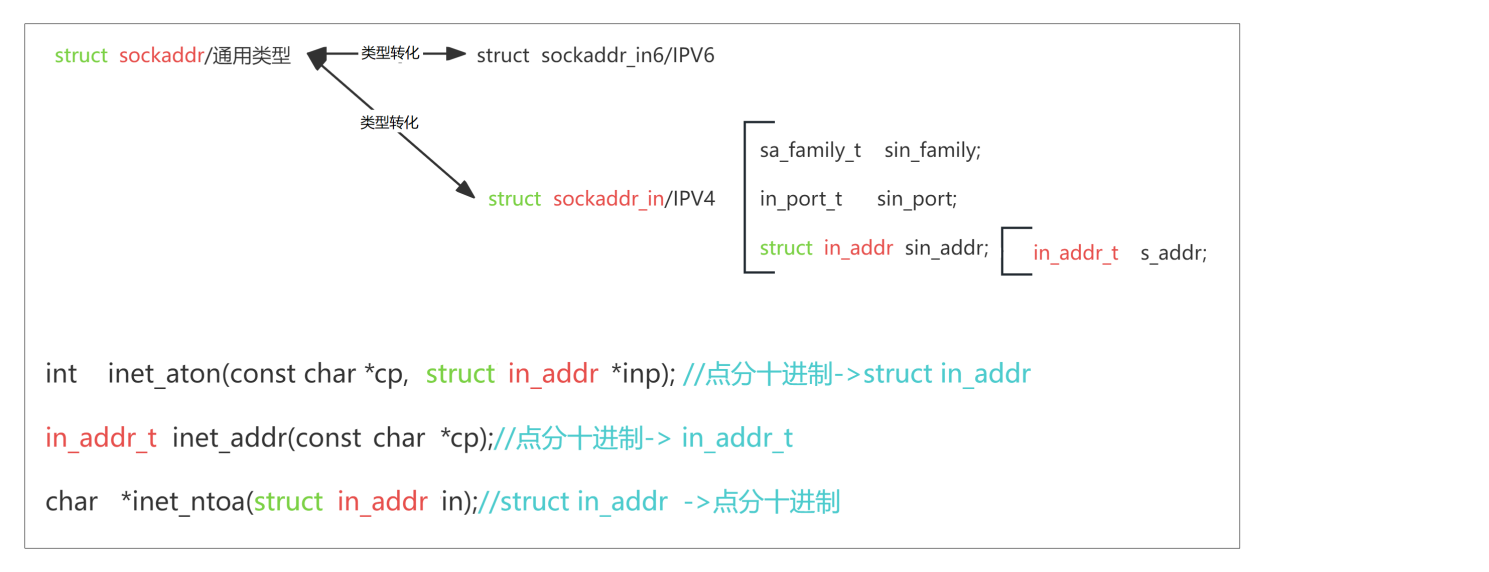 struct sockaddr/通用类型 类型转化 struct sockaddr_in6/IPV6
类型转化
sa_family_t sin_family;
struct sockaddr_in/IPV4 in_port_t sin_port;
struct in_addr sin_addr; in_addr_t s_addr;
int inet_aton(const char *cp, struct in_addr *inp); //点分十进制->struct in_addr
in_addr_t inet_addr(const char *cp);//点分十进制-> in_addr_t
char *inet_ntoa(struct in_addr in);//struct in_addr ->点分十进制